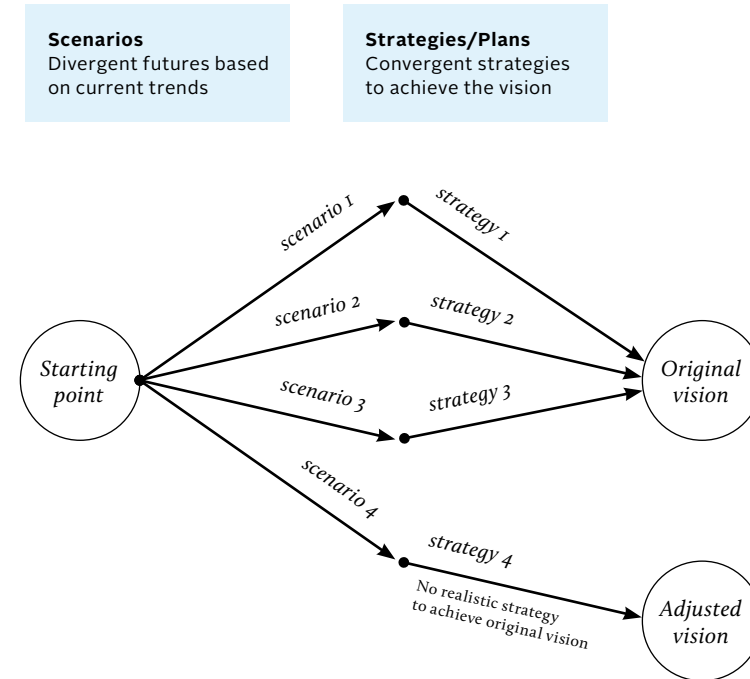 Scenarios
Divergent futures based
on current trends
Strategies/Plans
Convergent strategies
to achieve the vision
scenario 1
strategy 1
scenario 2
strategy 2
Starting
point
Original
vision
scenario 3
strategy 3
scenario 4
strategy 4
No realistic strategy
to achieve original vision
Adjusted
vision